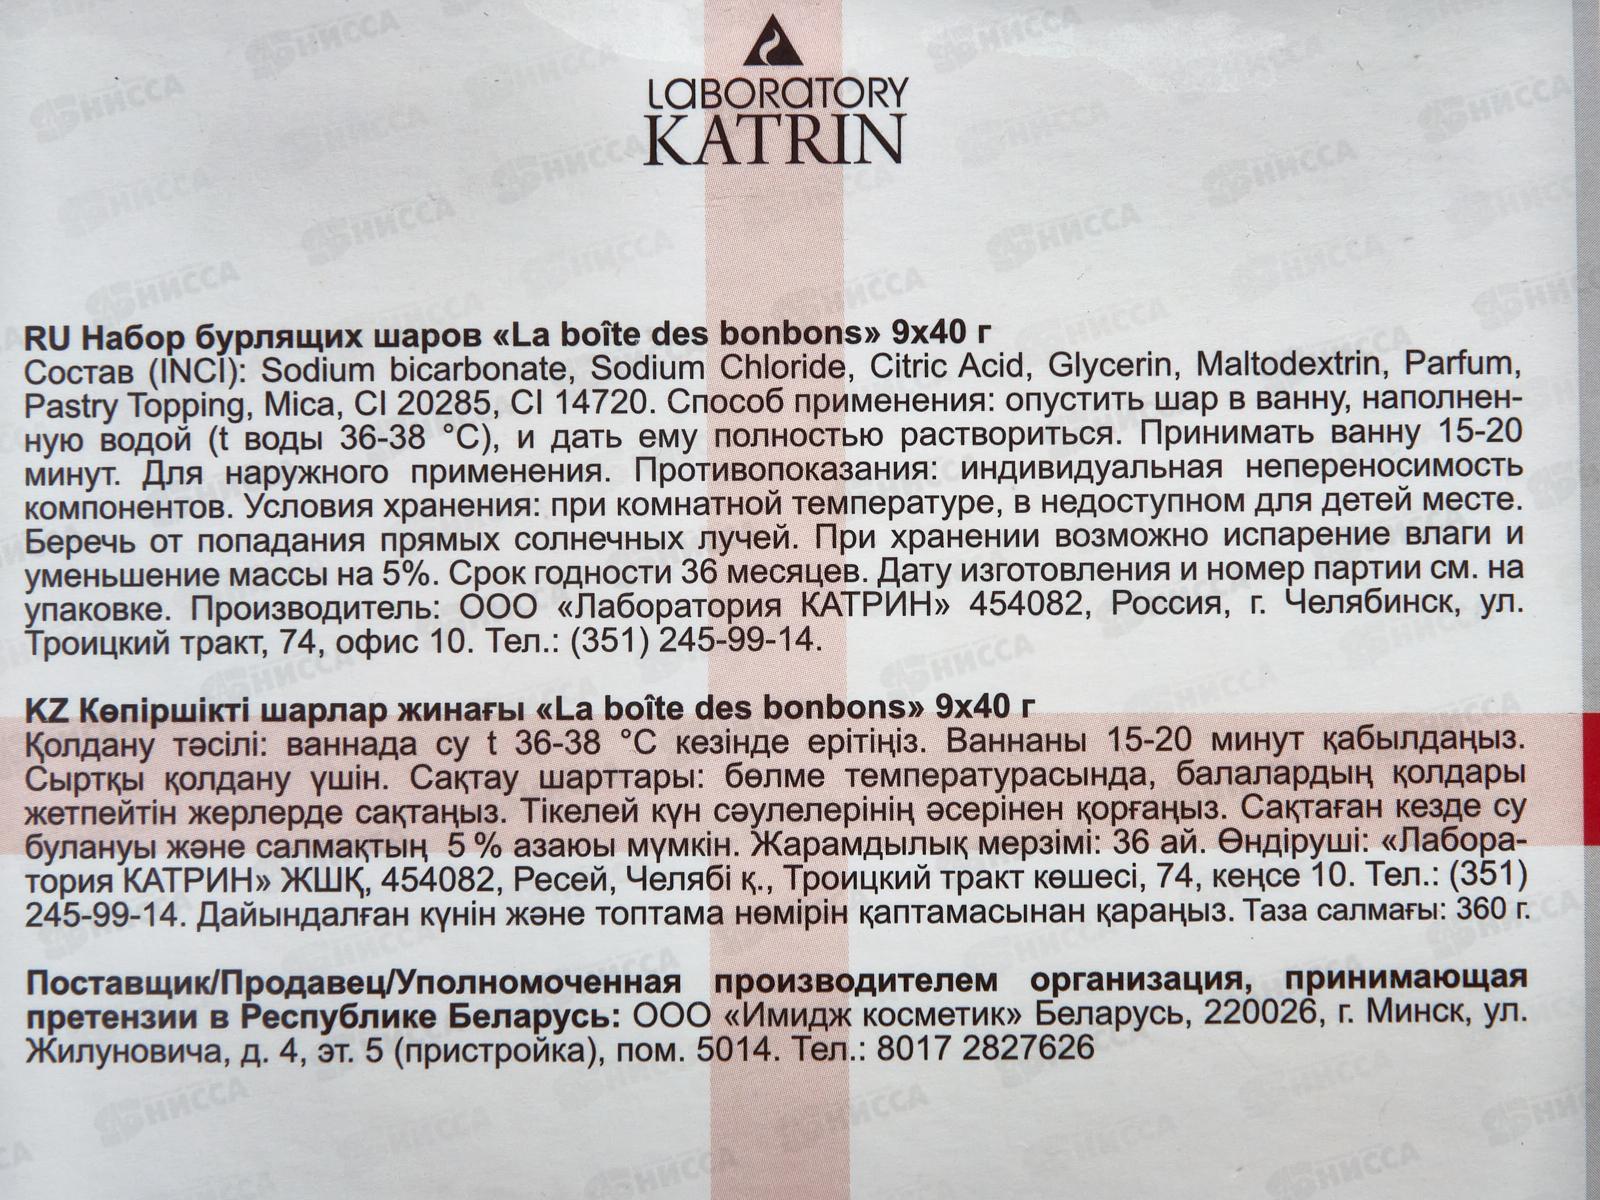 LABORATORY
KATRIN
RU Набор бурлящих шаров «La boîte des bonbons» 9x40 г
Состав (INCI): Sodium bicarbonate, Sodium Chloride, Citric Acid, Glycerin, Maltodextrin, Parfum,
Pastry Topping, Mica, CI 20285, CI 14720. Способ применения: опустить шар в ванну, наполнен-
ную водой (t воды 36-38 °C), и дать ему полностью раствориться. Принимать ванну 15-20
минут. Для наружного применения. Противопоказания: индивидуальная непереносимость
компонентов. Условия хранения: при комнатной температуре, в недоступном для детей месте.
Беречь от попадания прямых солнечных лучей. При хранении возможно испарение влаги и
уменьшение массы на 5%. Срок годности 36 месяцев. Дату изготовления и номер партии см. на
упаковке. Производитель: ООО «Лаборатория КАТРИН» 454082, Россия, г. Челябинск, ул.
Троицкий тракт, 74, офис 10. Тел.: (351) 245-99-14.
KZ Көпіршікті шарлар жинағы «La boîte des bonbons» 9x40 г
Қолдану тәсілі: ваннада су t 36-38 °C кезінде ерітіңіз. Ваннаны 15-20 минут қабылдаңыз.
Сыртқы қолдану үшін. Сақтау шарттары: бөлме температурасында, балалардың қолдары
жетпейтін жерлерде сақтаңыз. Тікелей күн сәулелерінің әсерінен қорғаңыз. Сақтаған кезде су
булануы және салмақтың 5 % азаюы мүмкін. Жарамдылық мерзімі: 36 ай. Өндіруші: «Лабора-
тория КАТРИН» ЖШҚ, 454082, Ресей, Челябі қ., Троицкий тракт көшесі, 74, кеңсе 10. Тел.: (351)
245-99-14. Дайындалған күнін және топтама нөмірін қаптамасынан қараңыз. Таза салмағы: 360 г.
Поставщик/Продавец/Уполномоченная производителем организация, принимающая
претензии в Республике Беларусь: ООО «Имидж косметик» Беларусь, 220026, г. Минск, ул.
Жилуновича, д. 4, эт. 5 (пристройка), пом. 5014. Тел.: 8017 2827626